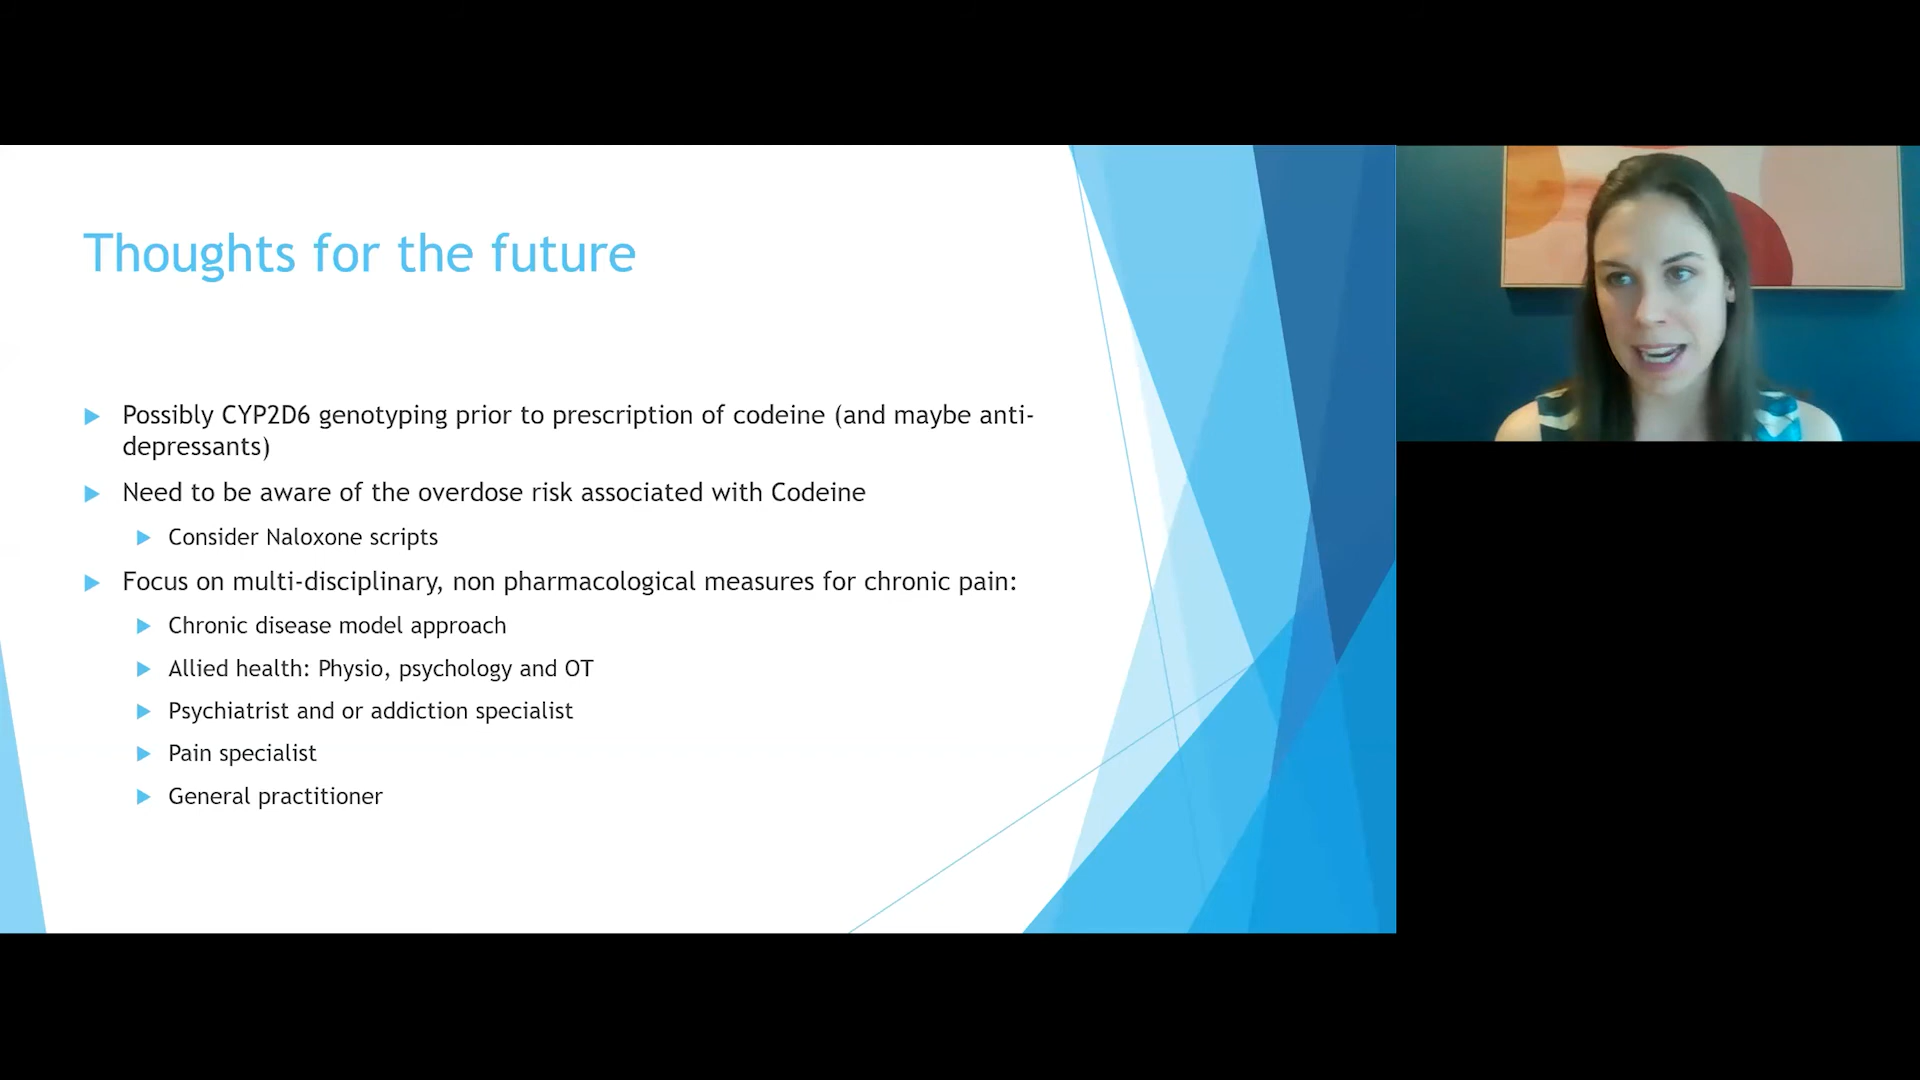 Thoughts for the future
Possibly CYP2D6 genotyping prior to prescription of codeine (and maybe anti-
depressants)
Need to be aware of the overdose risk associated with Codeine
Consider Naloxone scripts
Focus on multi-disciplinary, non pharmacological measures for chronic pain:
Chronic disease model approach
Allied health: Physio, psychology and OT
Psychiatrist and or addiction specialist
Pain specialist
General practitioner